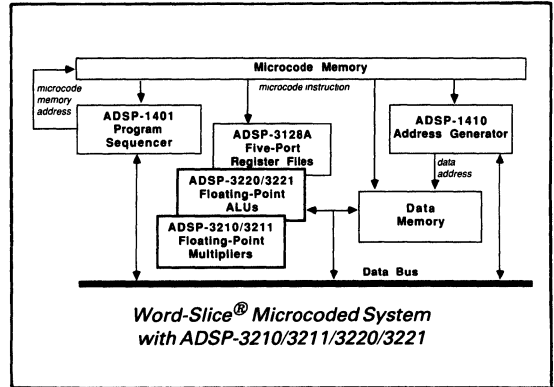 Microcode Memory
microcode
memory
address
microcode instruction
ADSP-1401
Program
Sequencer
ADSP-3128A
Five-Port
Register Files
ADSP-1410
Address Generator
ADSP-3220/3221
Floating-Point
ALUs
data
address
ADSP-3210/3211
Floating-Point
Multipliers
Data
Memory
Data Bus
Word-Slice® Microcoded System
with ADSP-3210/3211/3220/3221